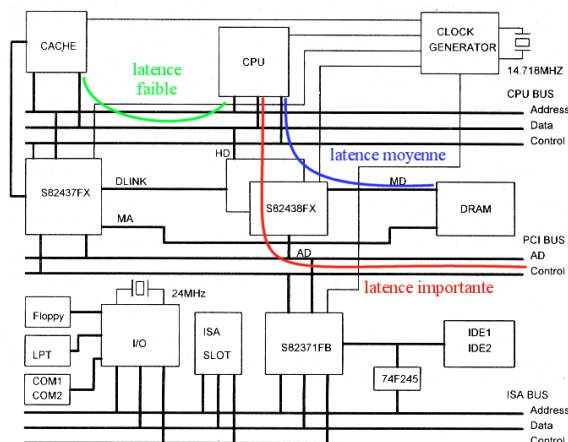 CLOCK
GENERATOR
CACHE
CPU
latence
faible
14.718MHZ
CPU BUS
Address
Data
Control
latence moyenne
HD
S82437FX
DLINK
MD
S82438FX
DRAM
MA
PCI BUS
AD
AD
Control
24MHz
latence importante
Floppy
I/O
ISA
SLOT
S82371FB
IDE1
IDE2
LPT
74F245
COM1
COM2
ISA BUS
Address
Data
Control